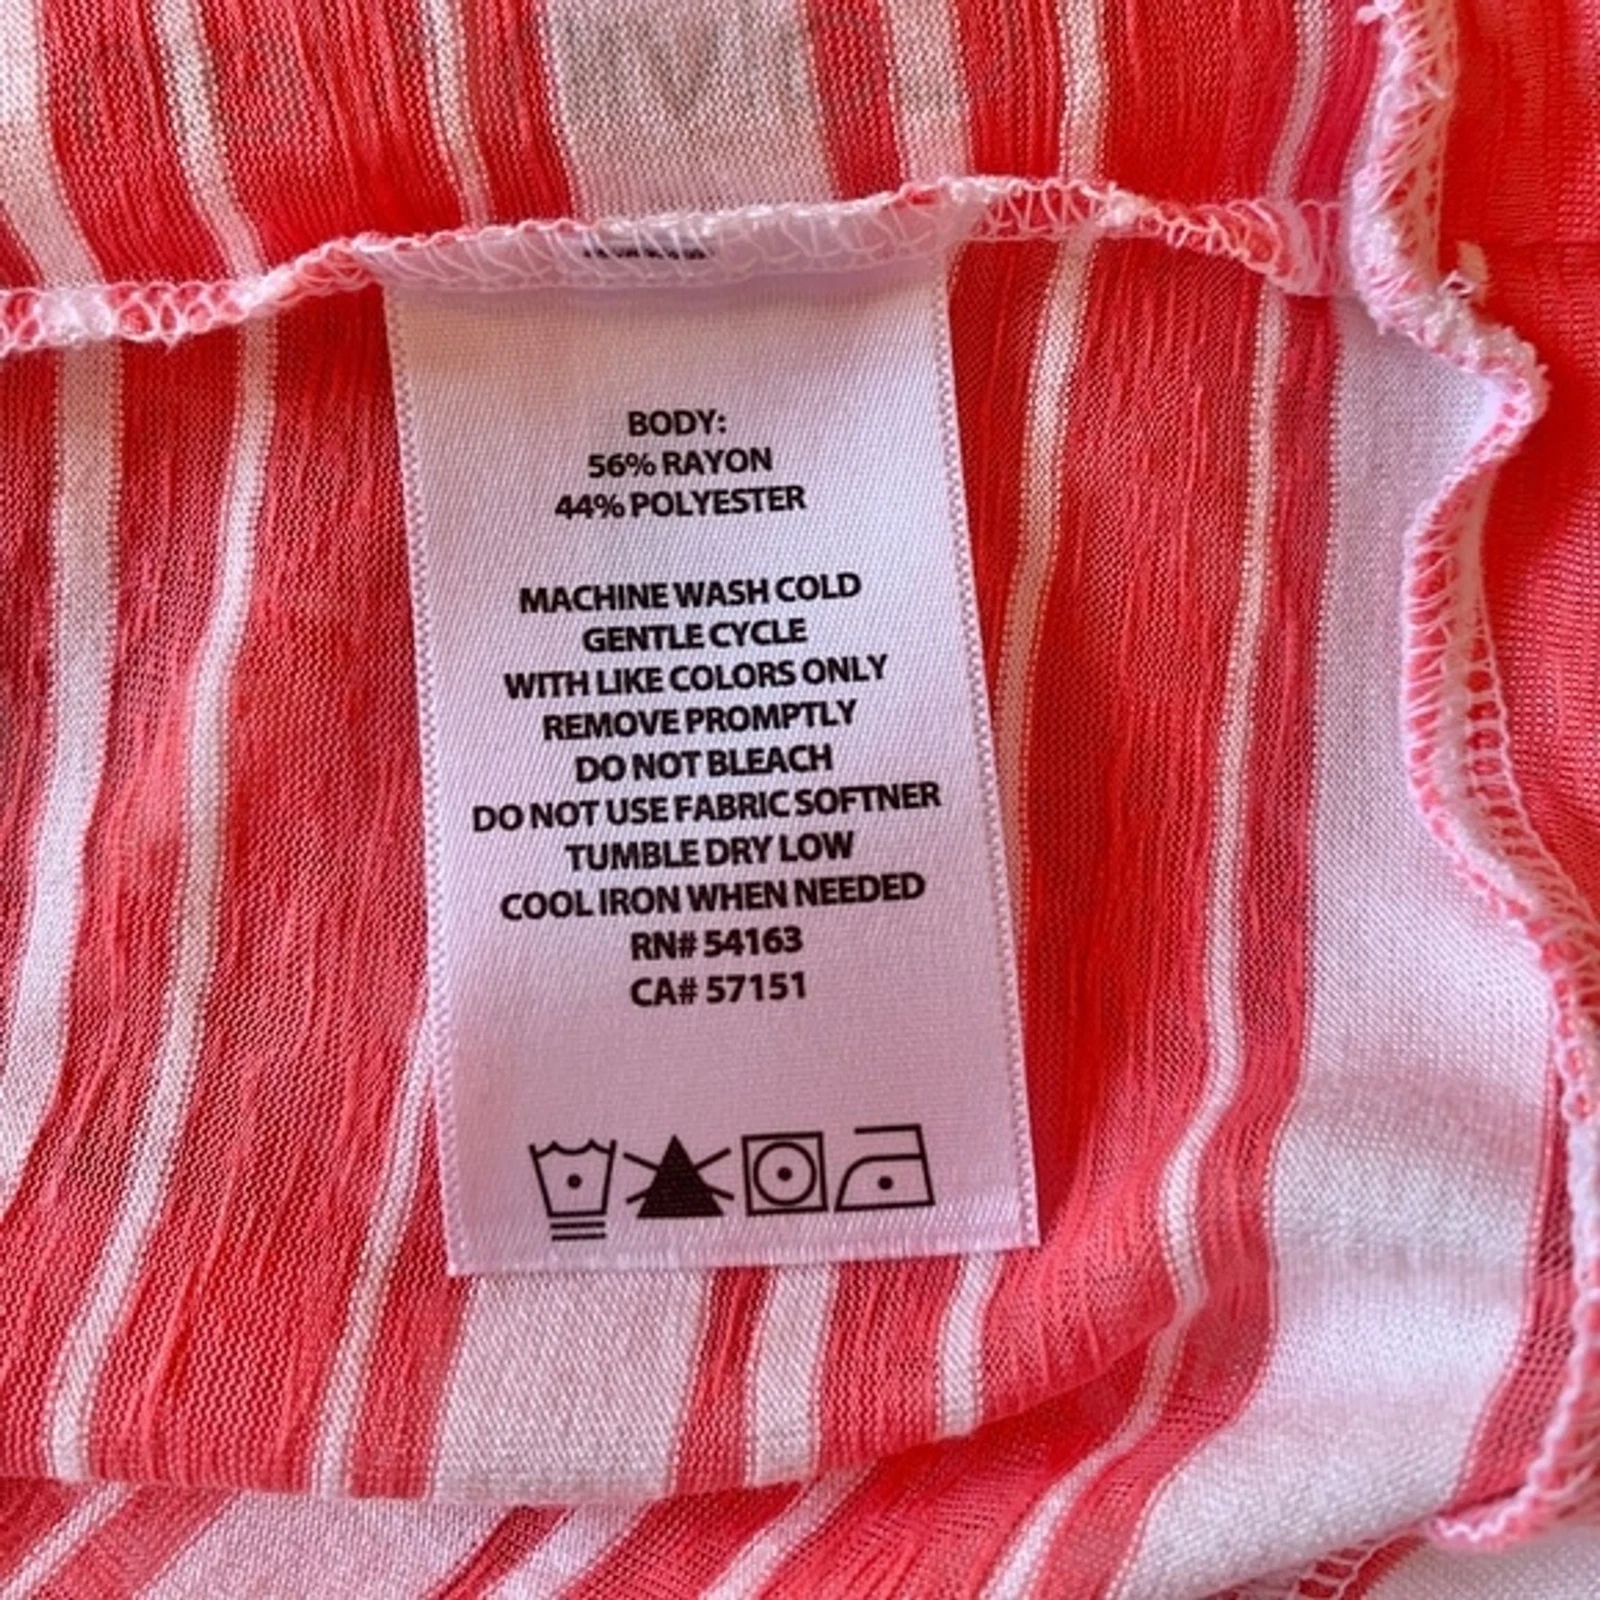 BODY:
56% RAYON
44% POLYESTER
MACHINE WASH COLD
GENTLE CYCLE
WITH LIKE COLORS ONLY
REMOVE PROMPTLY
DO NOT BLEACH
DO NOT USE FABRIC SOFTNER
TUMBLE DRY LOW
COOL IRON WHEN NEEDED
RN# 54163
CA# 57151